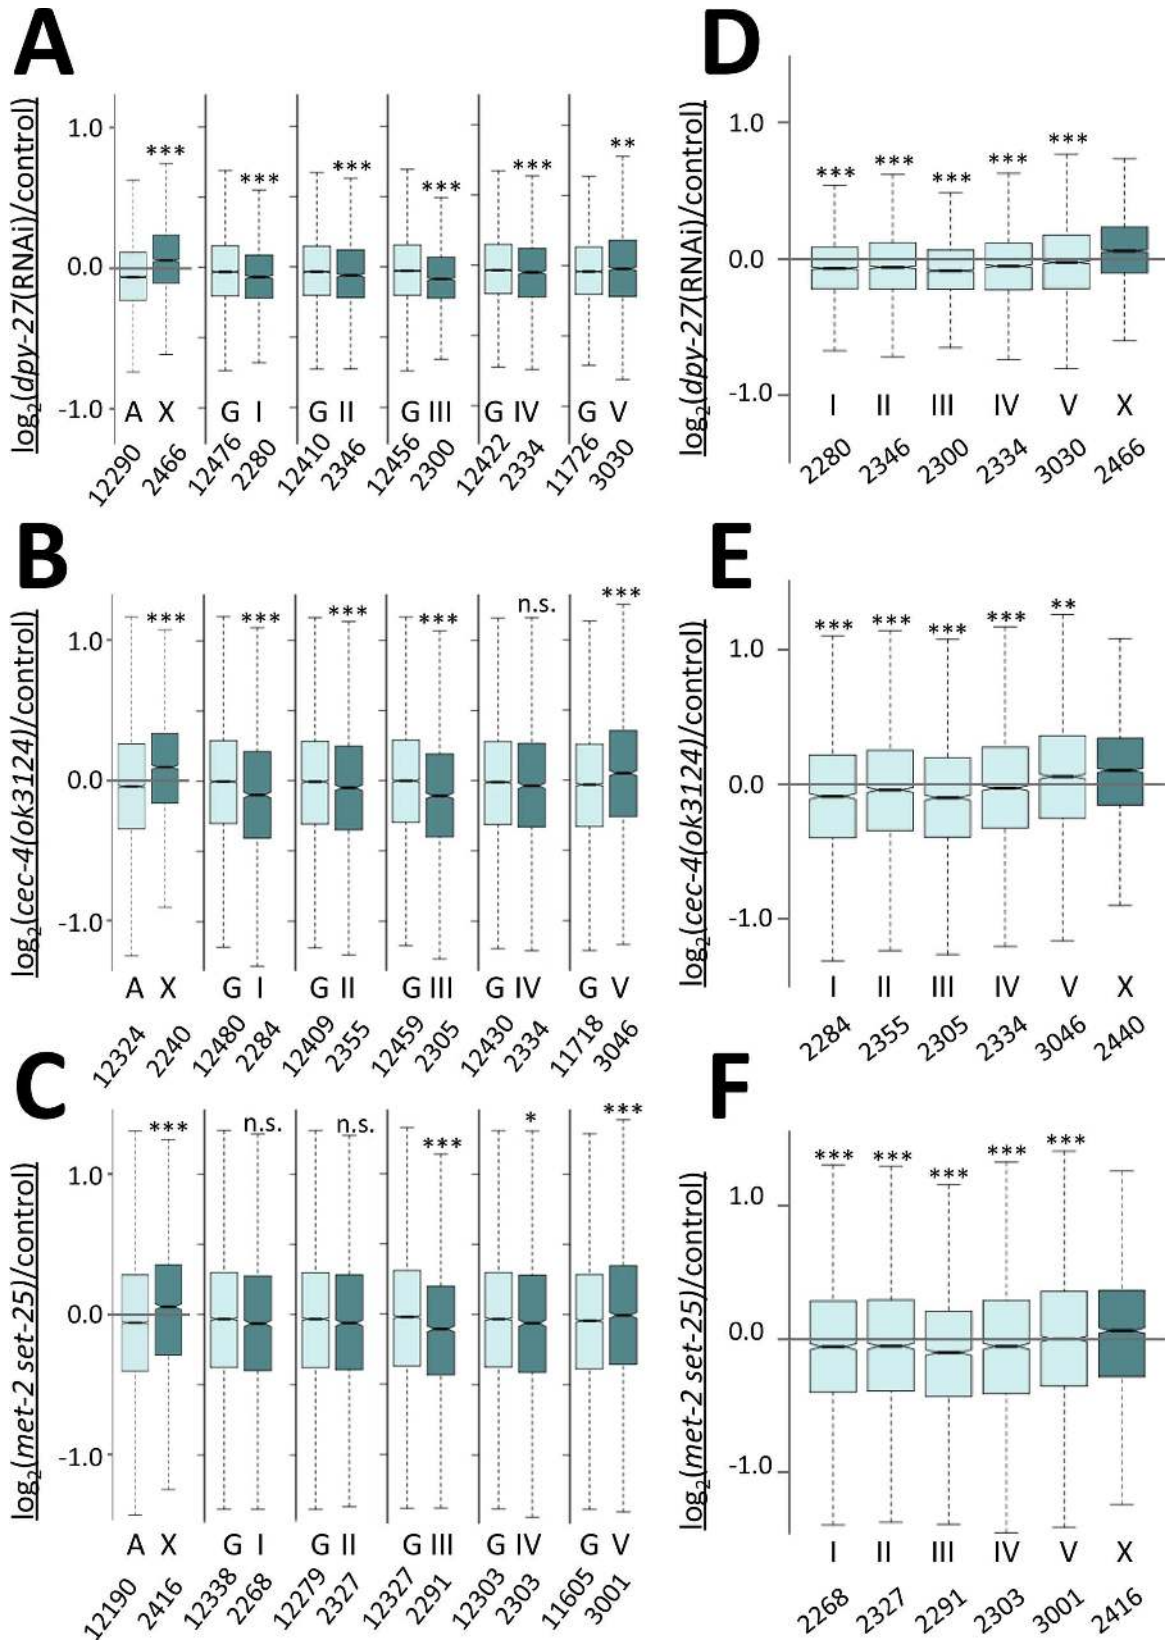 A
log2(dpy-27(RNAi)/control)
1.0
0.0
-1.0
*** *** *** *** *** **
A X G I G II G III G IV G V
12290 2466 12476 2280 12410 2346 12456 2300 12422 2334 11726 3030
D
log2(dpy-27(RNAi)/control)
1.0
0.0
-1.0
*** *** *** *** ***
I II III IV V X
2280 2346 2300 2334 3030 2466
B
log2(cec-4(ok3124)/control)
1.0
0.0
-1.0
*** *** *** *** n.s. ***
A X G I G II G III G IV G V
12324 2240 12480 2284 12409 2355 12459 2305 12430 2334 11718 3046
E
log2(cec-4(ok3124)/control)
1.0
0.0
-1.0
*** *** *** *** **
I II III IV V X
2284 2355 2305 2334 3046 2440
C
log2(met-2 set-25)/control)
1.0
0.0
-1.0
*** n.s. n.s. *** * ***
A X G I G II G III G IV G V
12190 2416 12338 2268 12279 2327 12327 2291 12303 2303 11605 3001
F
log2(met-2 set-25)/control)
1.0
0.0
-1.0
*** *** *** *** ***
I II III IV V X
2268 2327 2291 2303 3001 2416